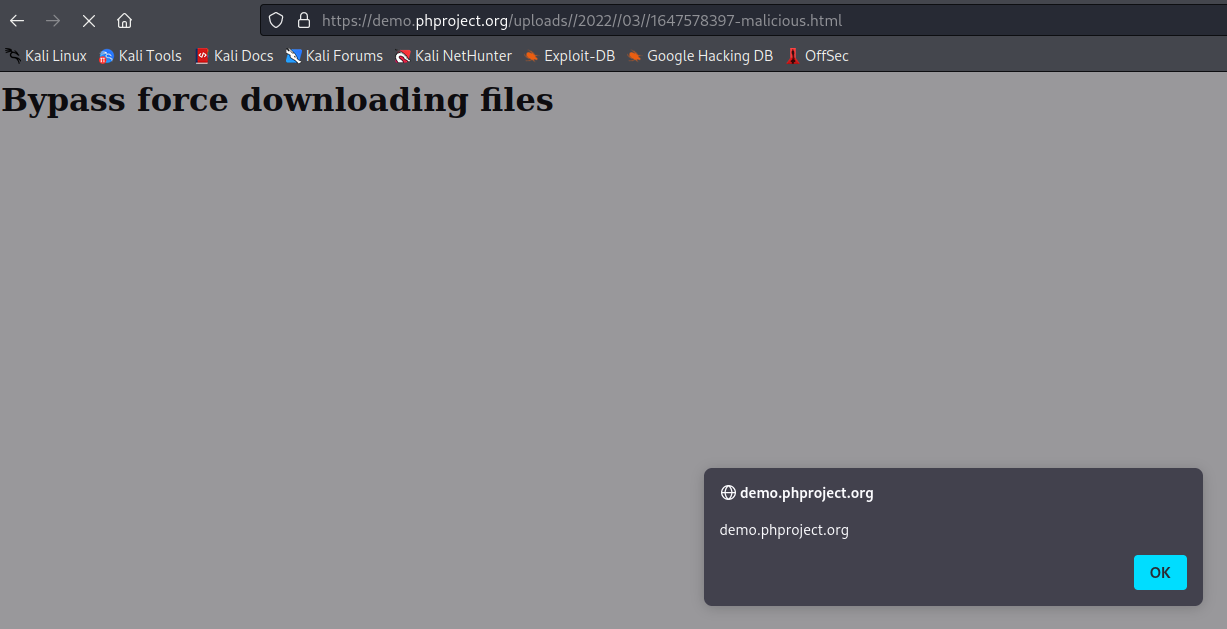 https://demo.phproject.org/uploads//2022//03//1647578397-malicious.html
Kali Linux Kali Tools Kali Docs Kali Forums Kali NetHunter Exploit-DB Google Hacking DB OffSec
Bypass force downloading files
demo.phproject.org
demo.phproject.org
OK